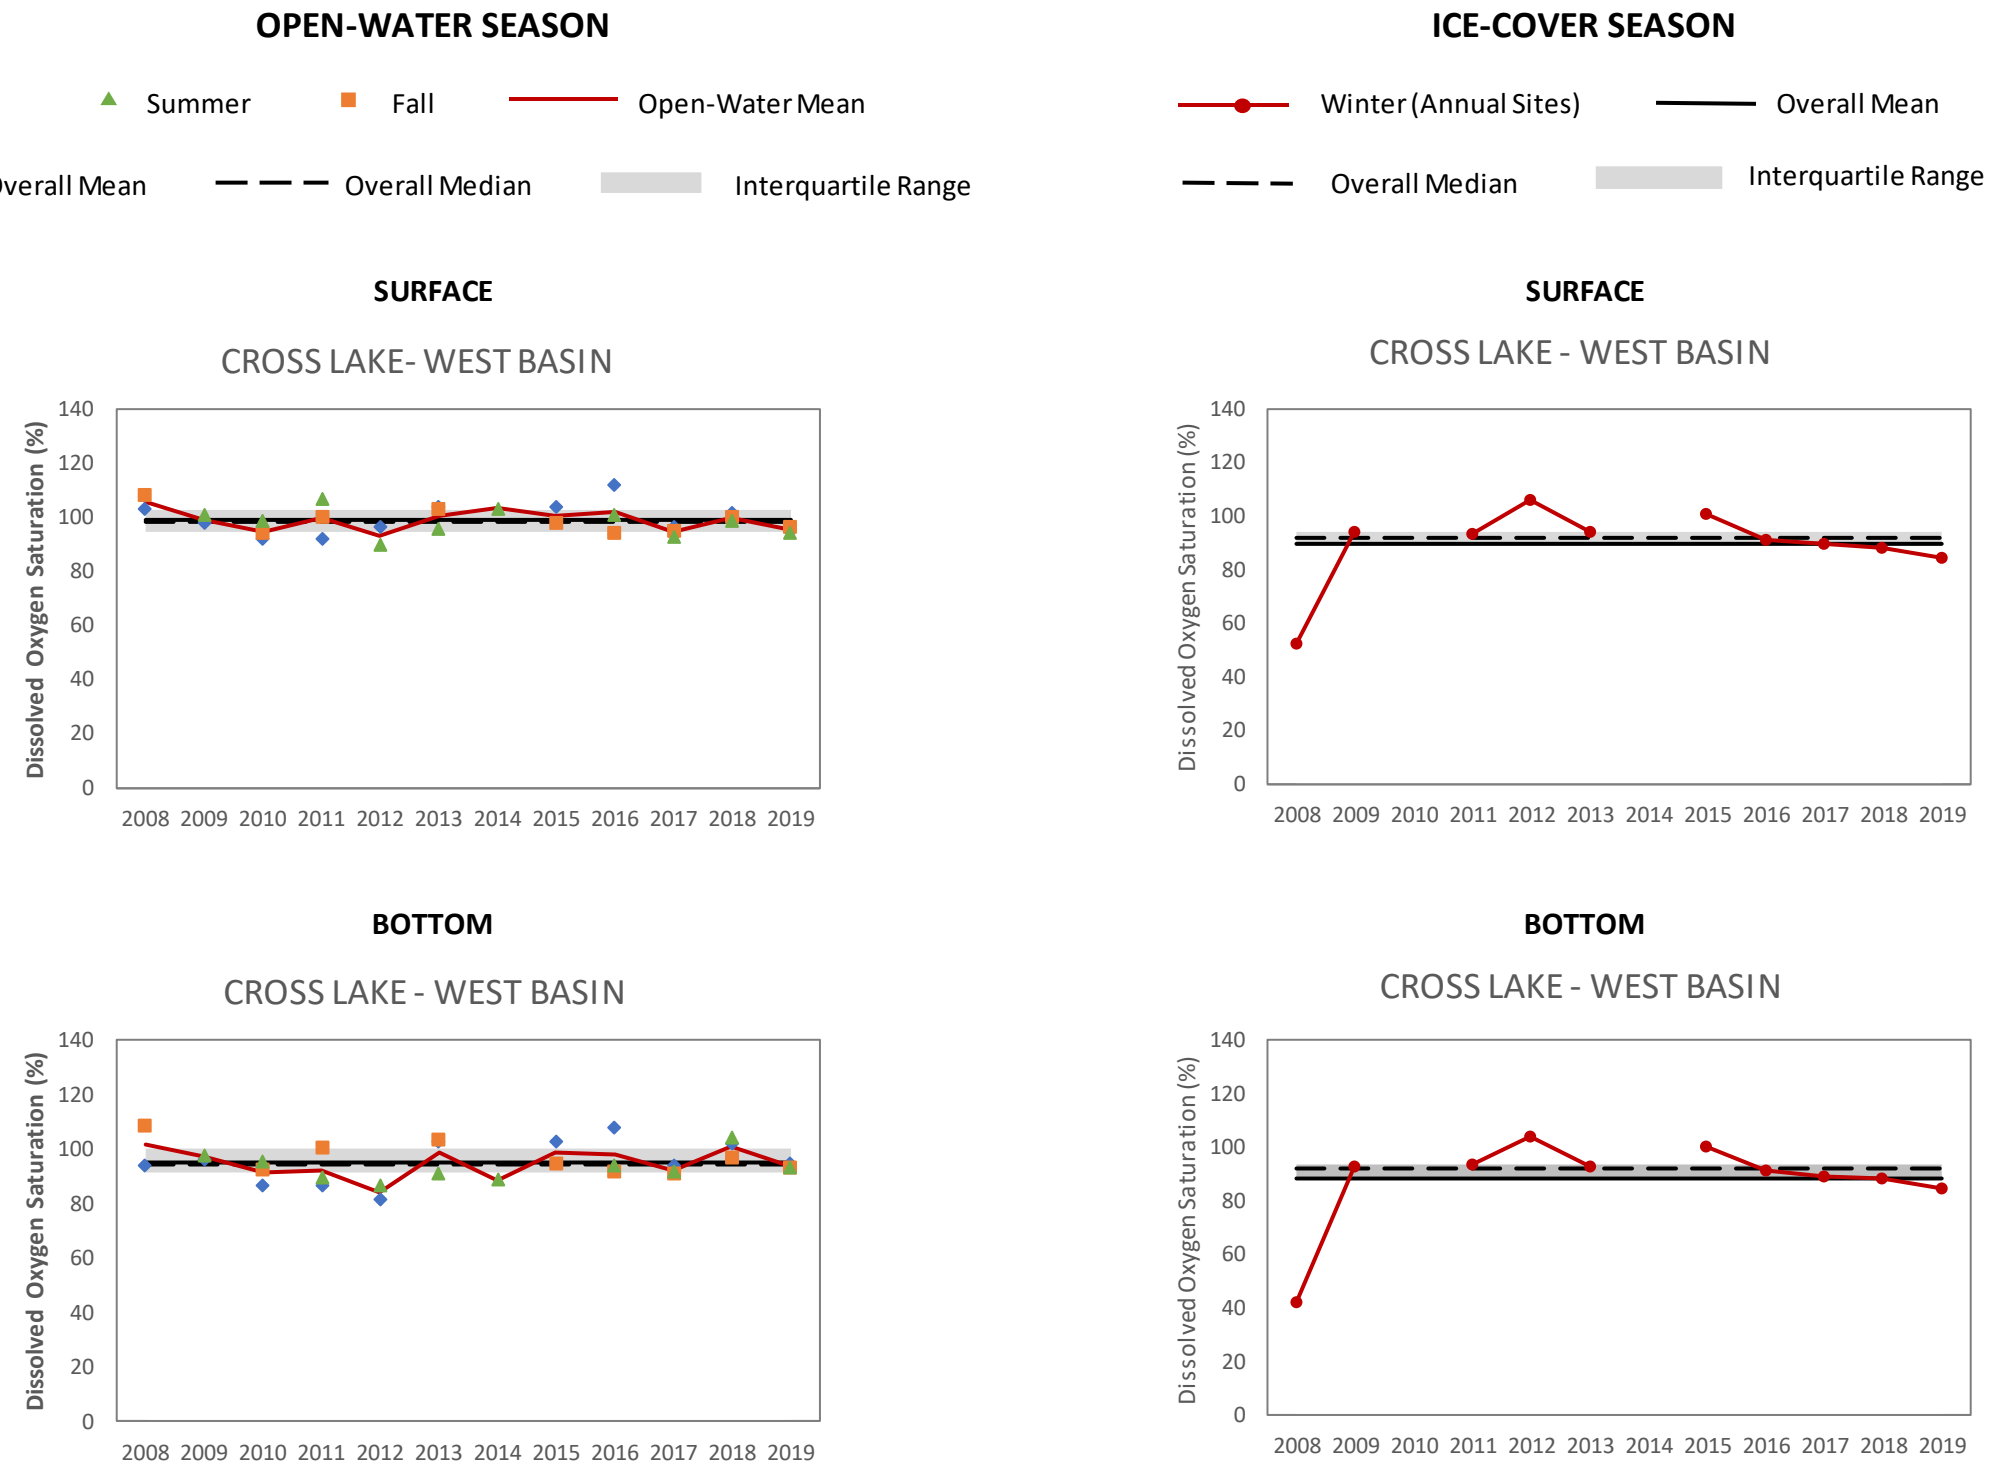 OPEN-WATER SEASON
ICE-COVER SEASON
Summer Fall Open-Water Mean
Winter (Annual Sites) Overall Mean
Mean Overall Median Interquartile Range
Overall Median Interquartile Range
SURFACE
CROSS LAKE- WEST BASIN
Dissolved Oxygen Saturation (%)
140
120
100
80
60
40
20
0
2008 2009 2010 2011 2012 2013 2014 2015 2016 2017 2018 2019
SURFACE
CROSS LAKE - WEST BASIN
Dissolved Oxygen Saturation (%)
140
120
100
80
60
40
20
0
2008 2009 2010 2011 2012 2013 2014 2015 2016 2017 2018 2019
BOTTOM
CROSS LAKE - WEST BASIN
Dissolved Oxygen Saturation (%)
140
120
100
80
60
40
20
0
2008 2009 2010 2011 2012 2013 2014 2015 2016 2017 2018 2019
BOTTOM
CROSS LAKE - WEST BASIN
Dissolved Oxygen Saturation (%)
140
120
100
80
60
40
20
0
2008 2009 2010 2011 2012 2013 2014 2015 2016 2017 2018 2019